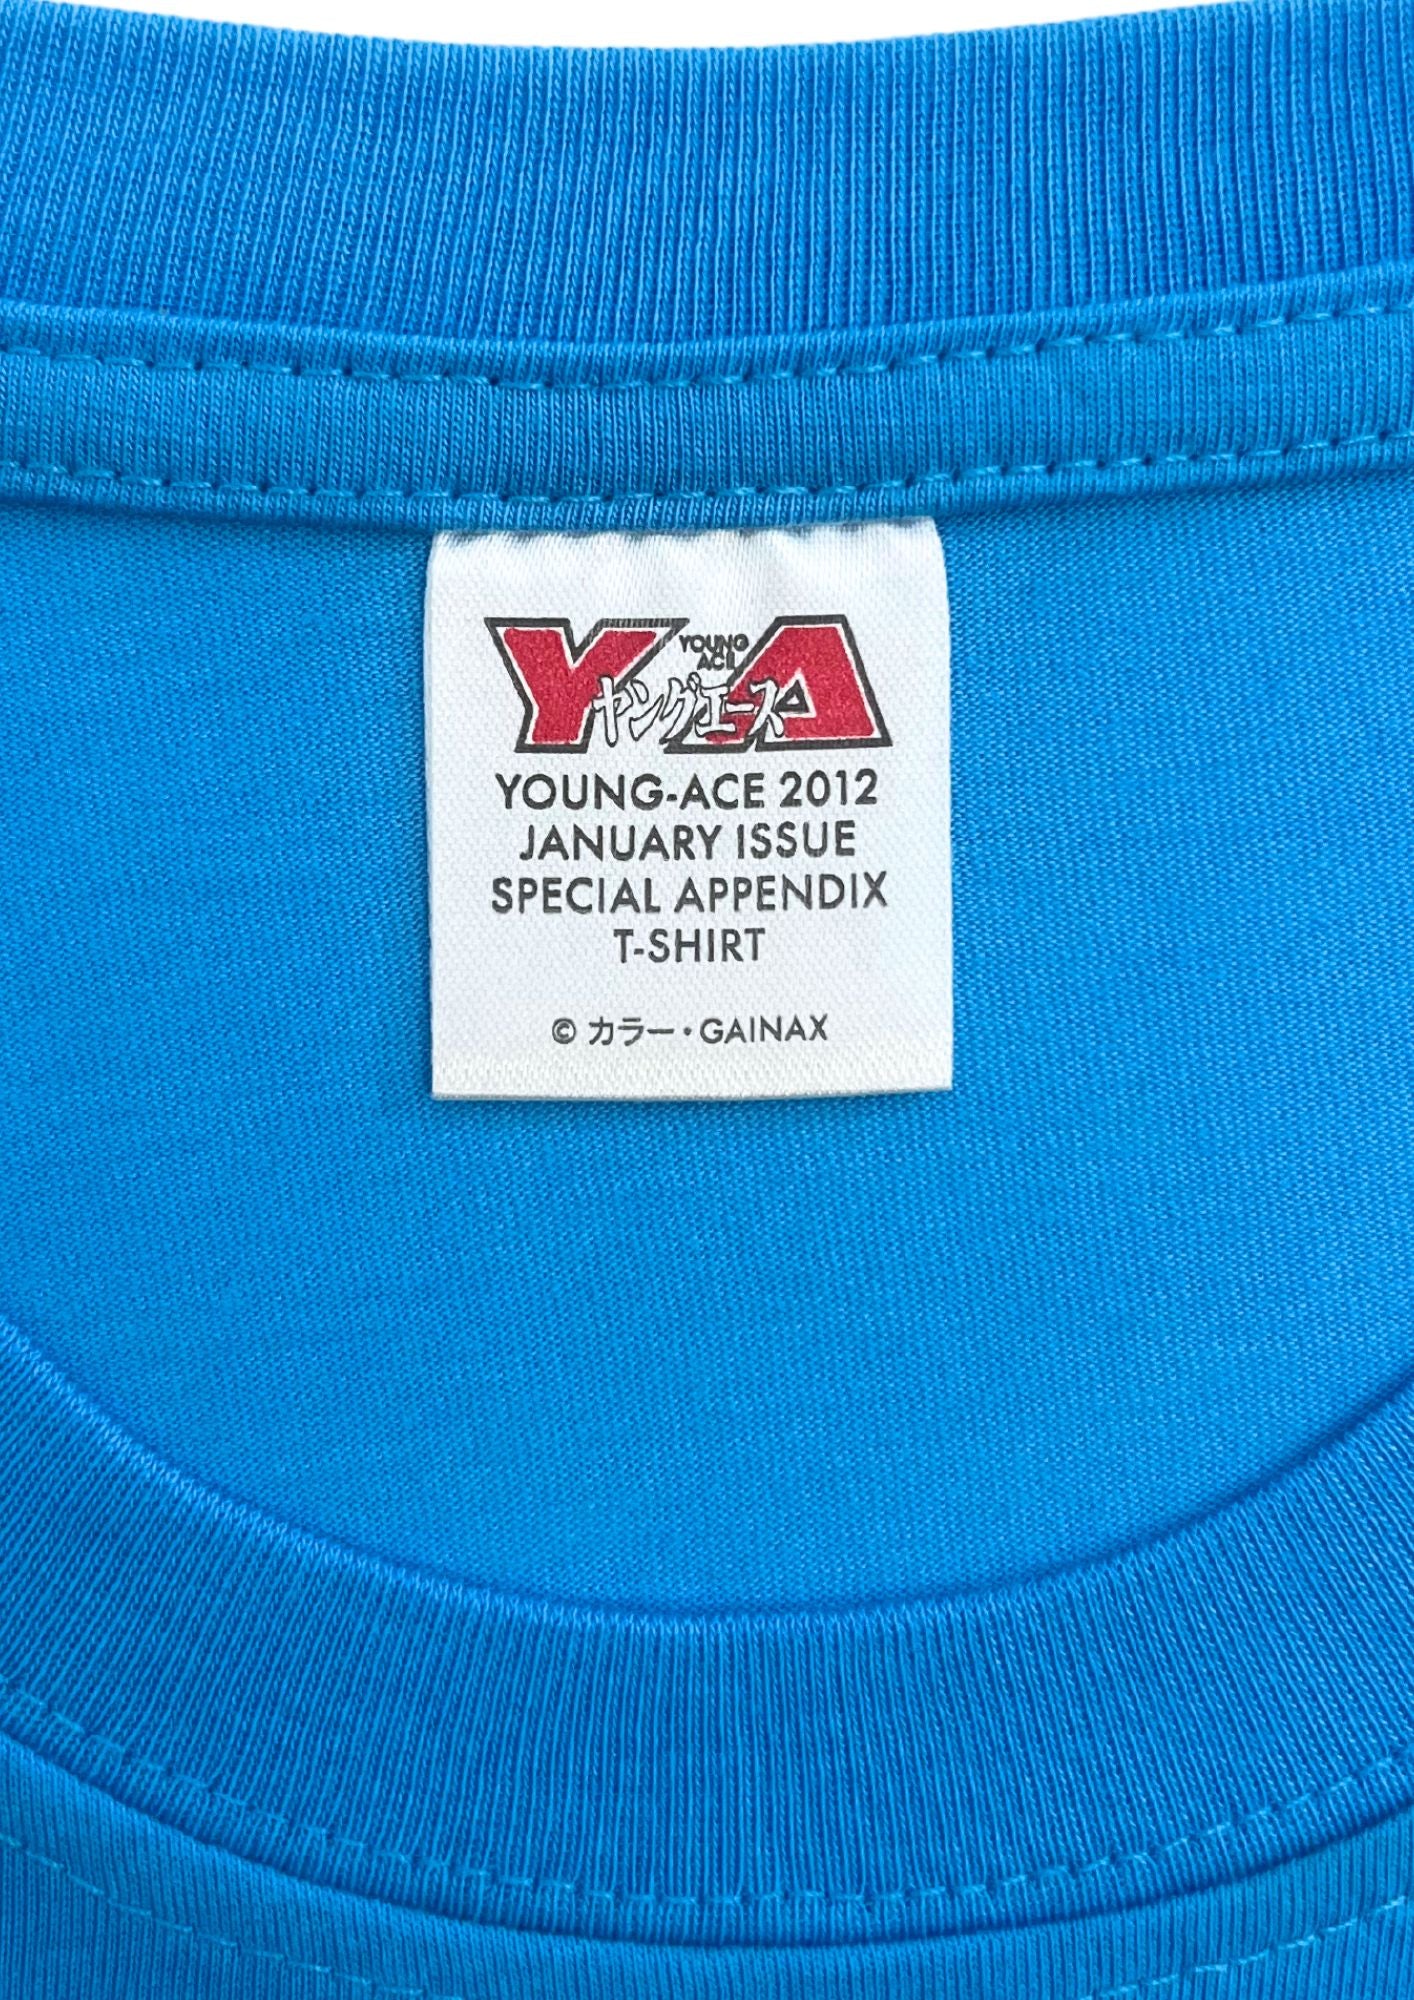 YA
YOUNG
ACE
ヤングエース
YOUNG-ACE 2012
JANUARY ISSUE
SPECIAL APPENDIX
T-SHIRT
© カラー・GAINAX